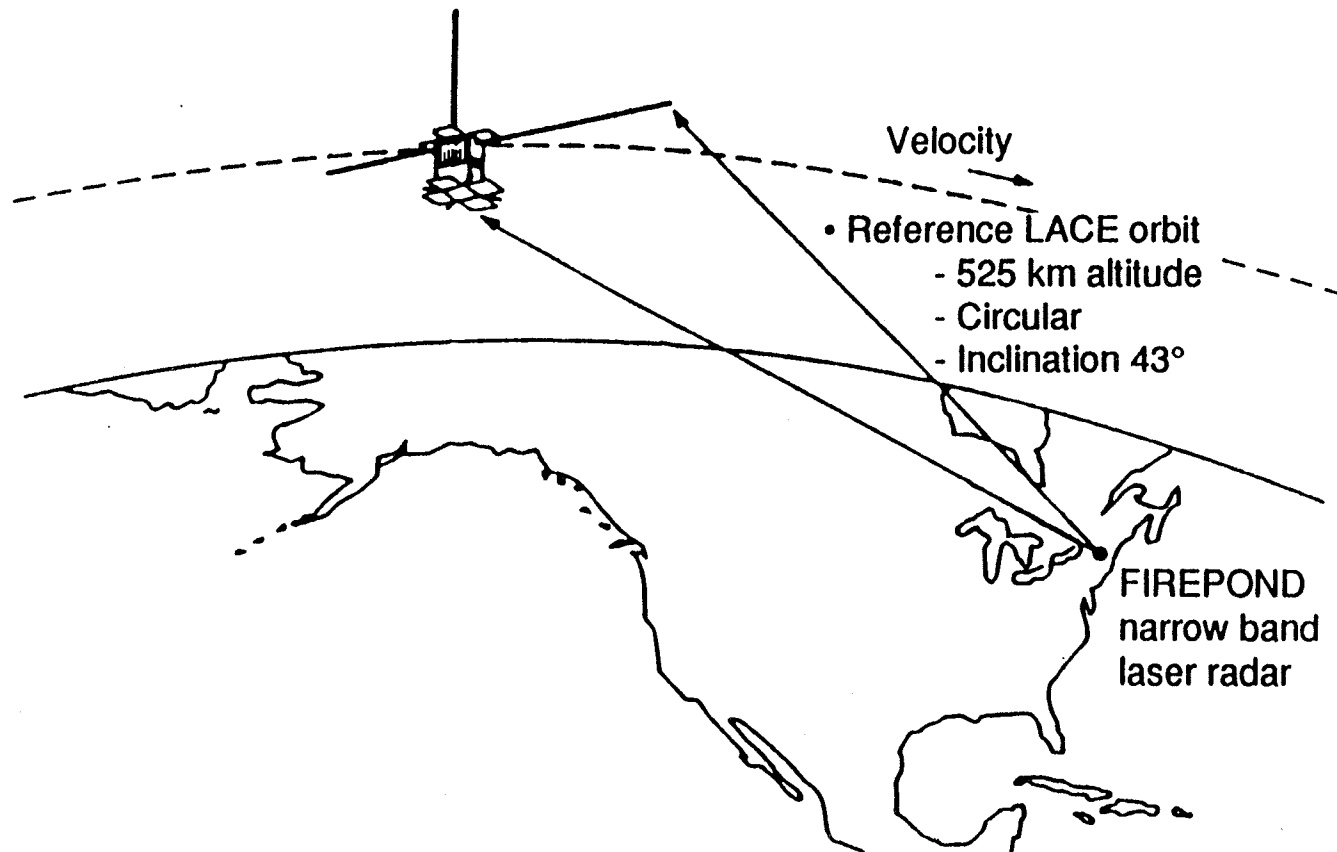 Velocity
• Reference LACE orbit
- 525 km altitude
- Circular
- Inclination 43°
FIREPOND
narrow band
laser radar